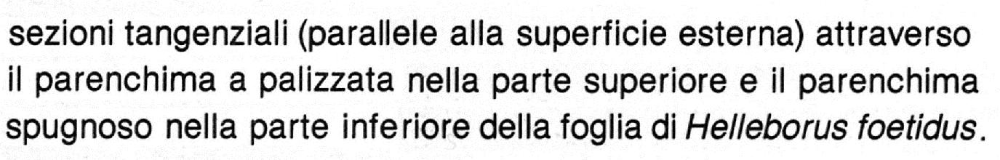 sezioni tangenziali (parallele alla superficie esterna) attraverso
il parenchima a palizzata nella parte superiore e il parenchima
spugnoso nella parte inferiore della foglia di Helleborus foetidus.